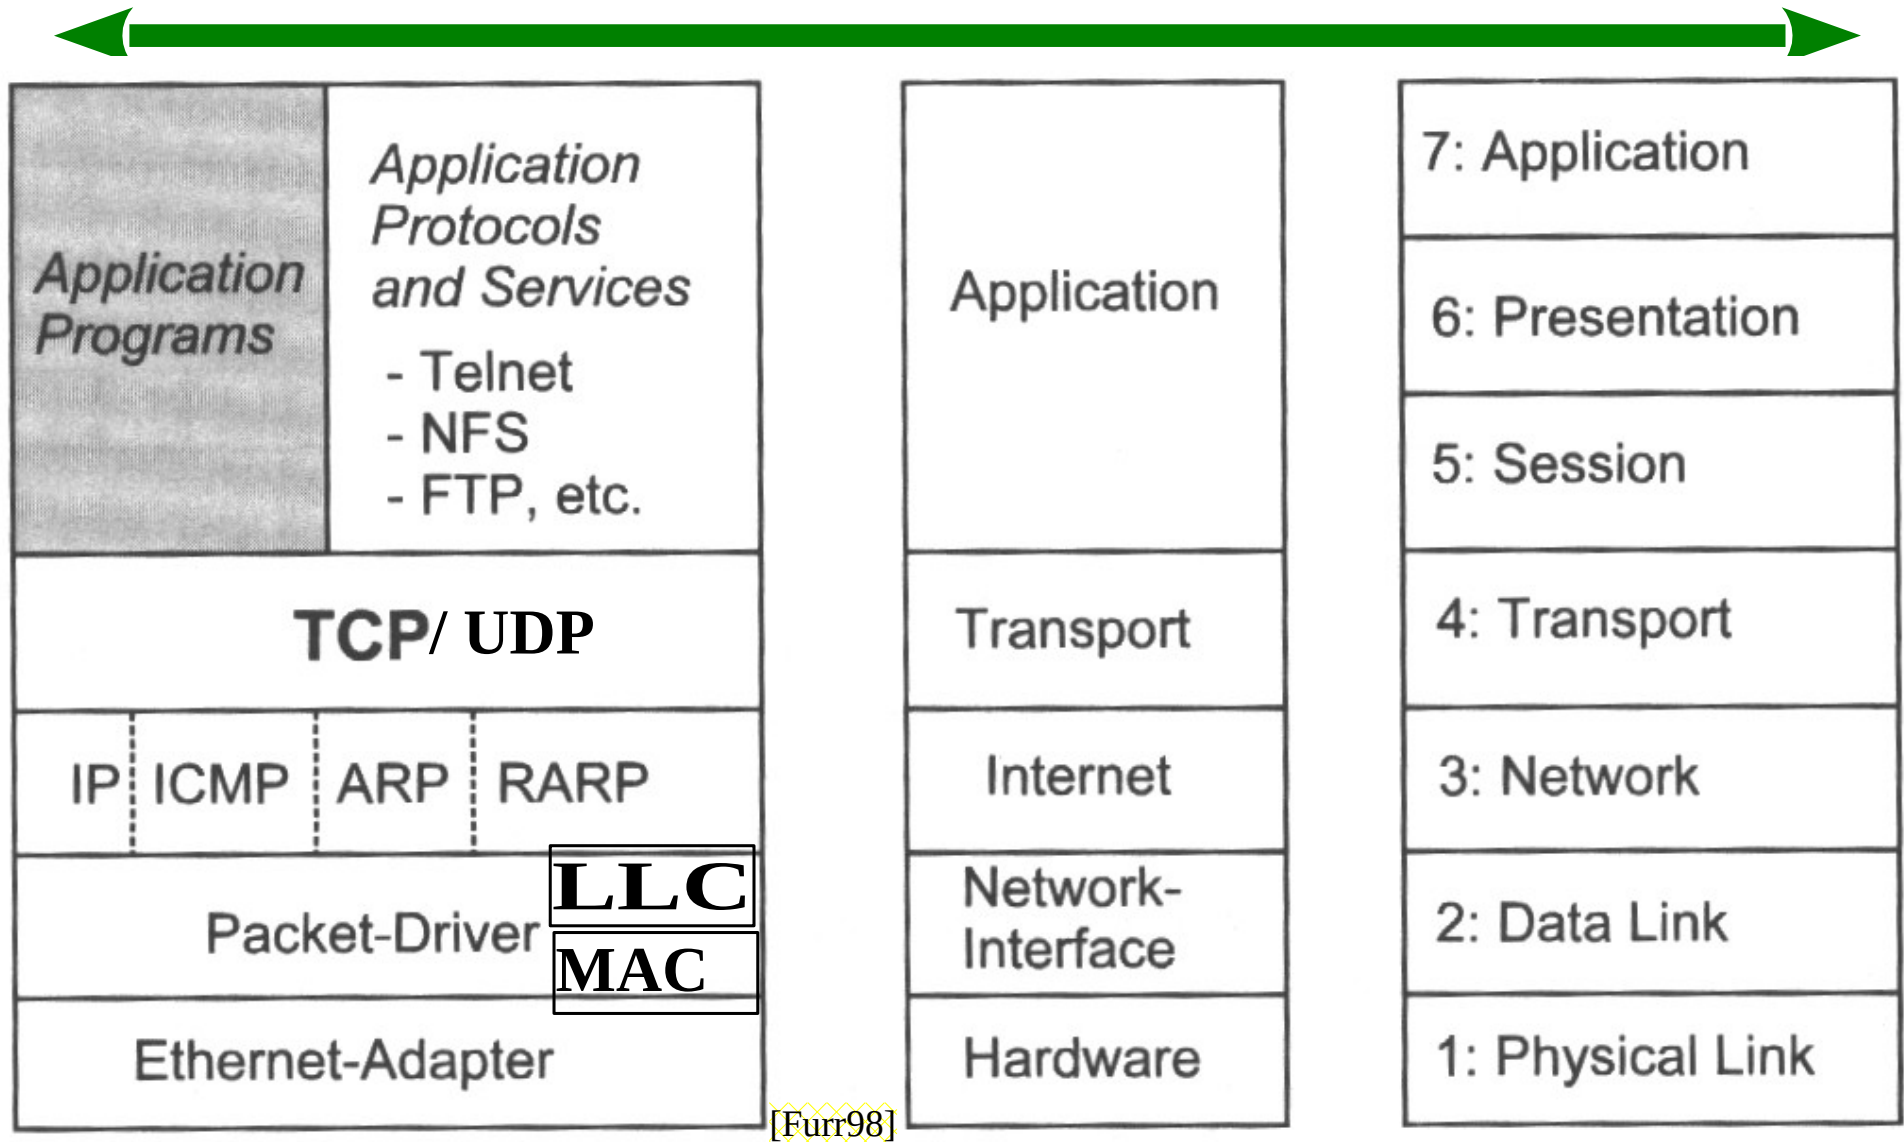 Application
Programs
Application
Protocols
and Services
- Telnet
- NFS
- FTP, etc.
TCP/ UDP
IP ICMP ARP RARP
LLC
Packet-Driver
MAC
Ethernet-Adapter
Application
Transport
Internet
Network-
Interface
Hardware
7: Application
6: Presentation
5: Session
4: Transport
3: Network
2: Data Link
1: Physical Link
[Furr98]